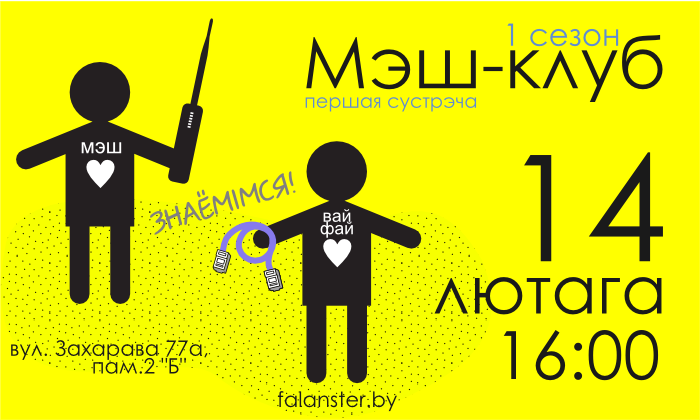 1 сезон
Мэш-клуб
першая сустрэча
мэш
ЗНАЁМІМСЯ!
вай
фай
14
лютага
16:00
вул. Захарава 77а,
пам.2 "Б"
falanster.by